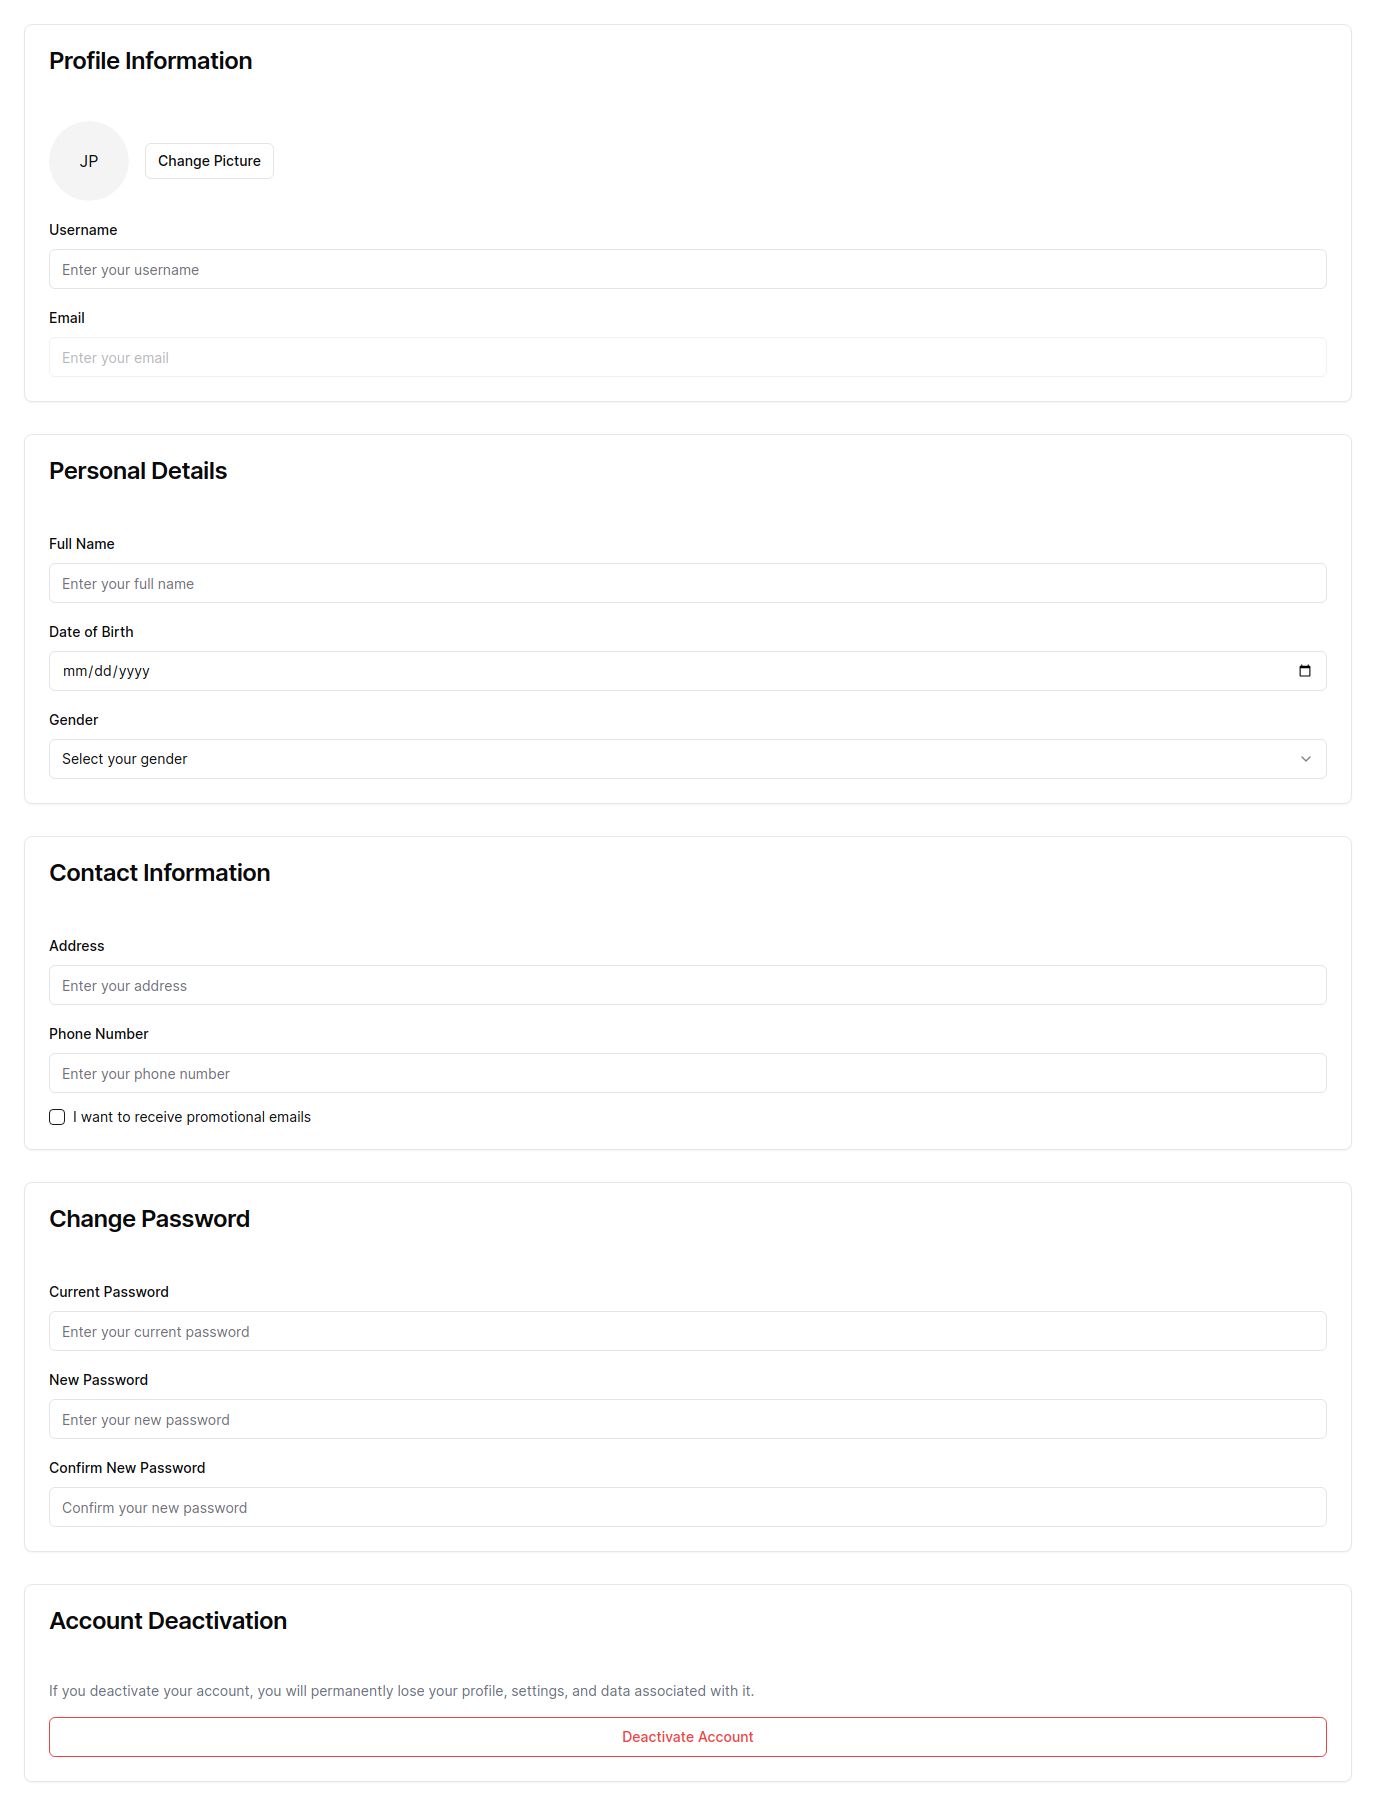 Profile Information
JP
Change Picture
Username
Enter your username
Email
Enter your email
Personal Details
Full Name
Enter your full name
Date of Birth
mm/dd/yyyy
Gender
Select your gender
Contact Information
Address
Enter your address
Phone Number
Enter your phone number
I want to receive promotional emails
Change Password
Current Password
Enter your current password
New Password
Enter your new password
Confirm New Password
Confirm your new password
Account Deactivation
If you deactivate your account, you will permanently lose your profile, settings, and data associated with it.
Deactivate Account